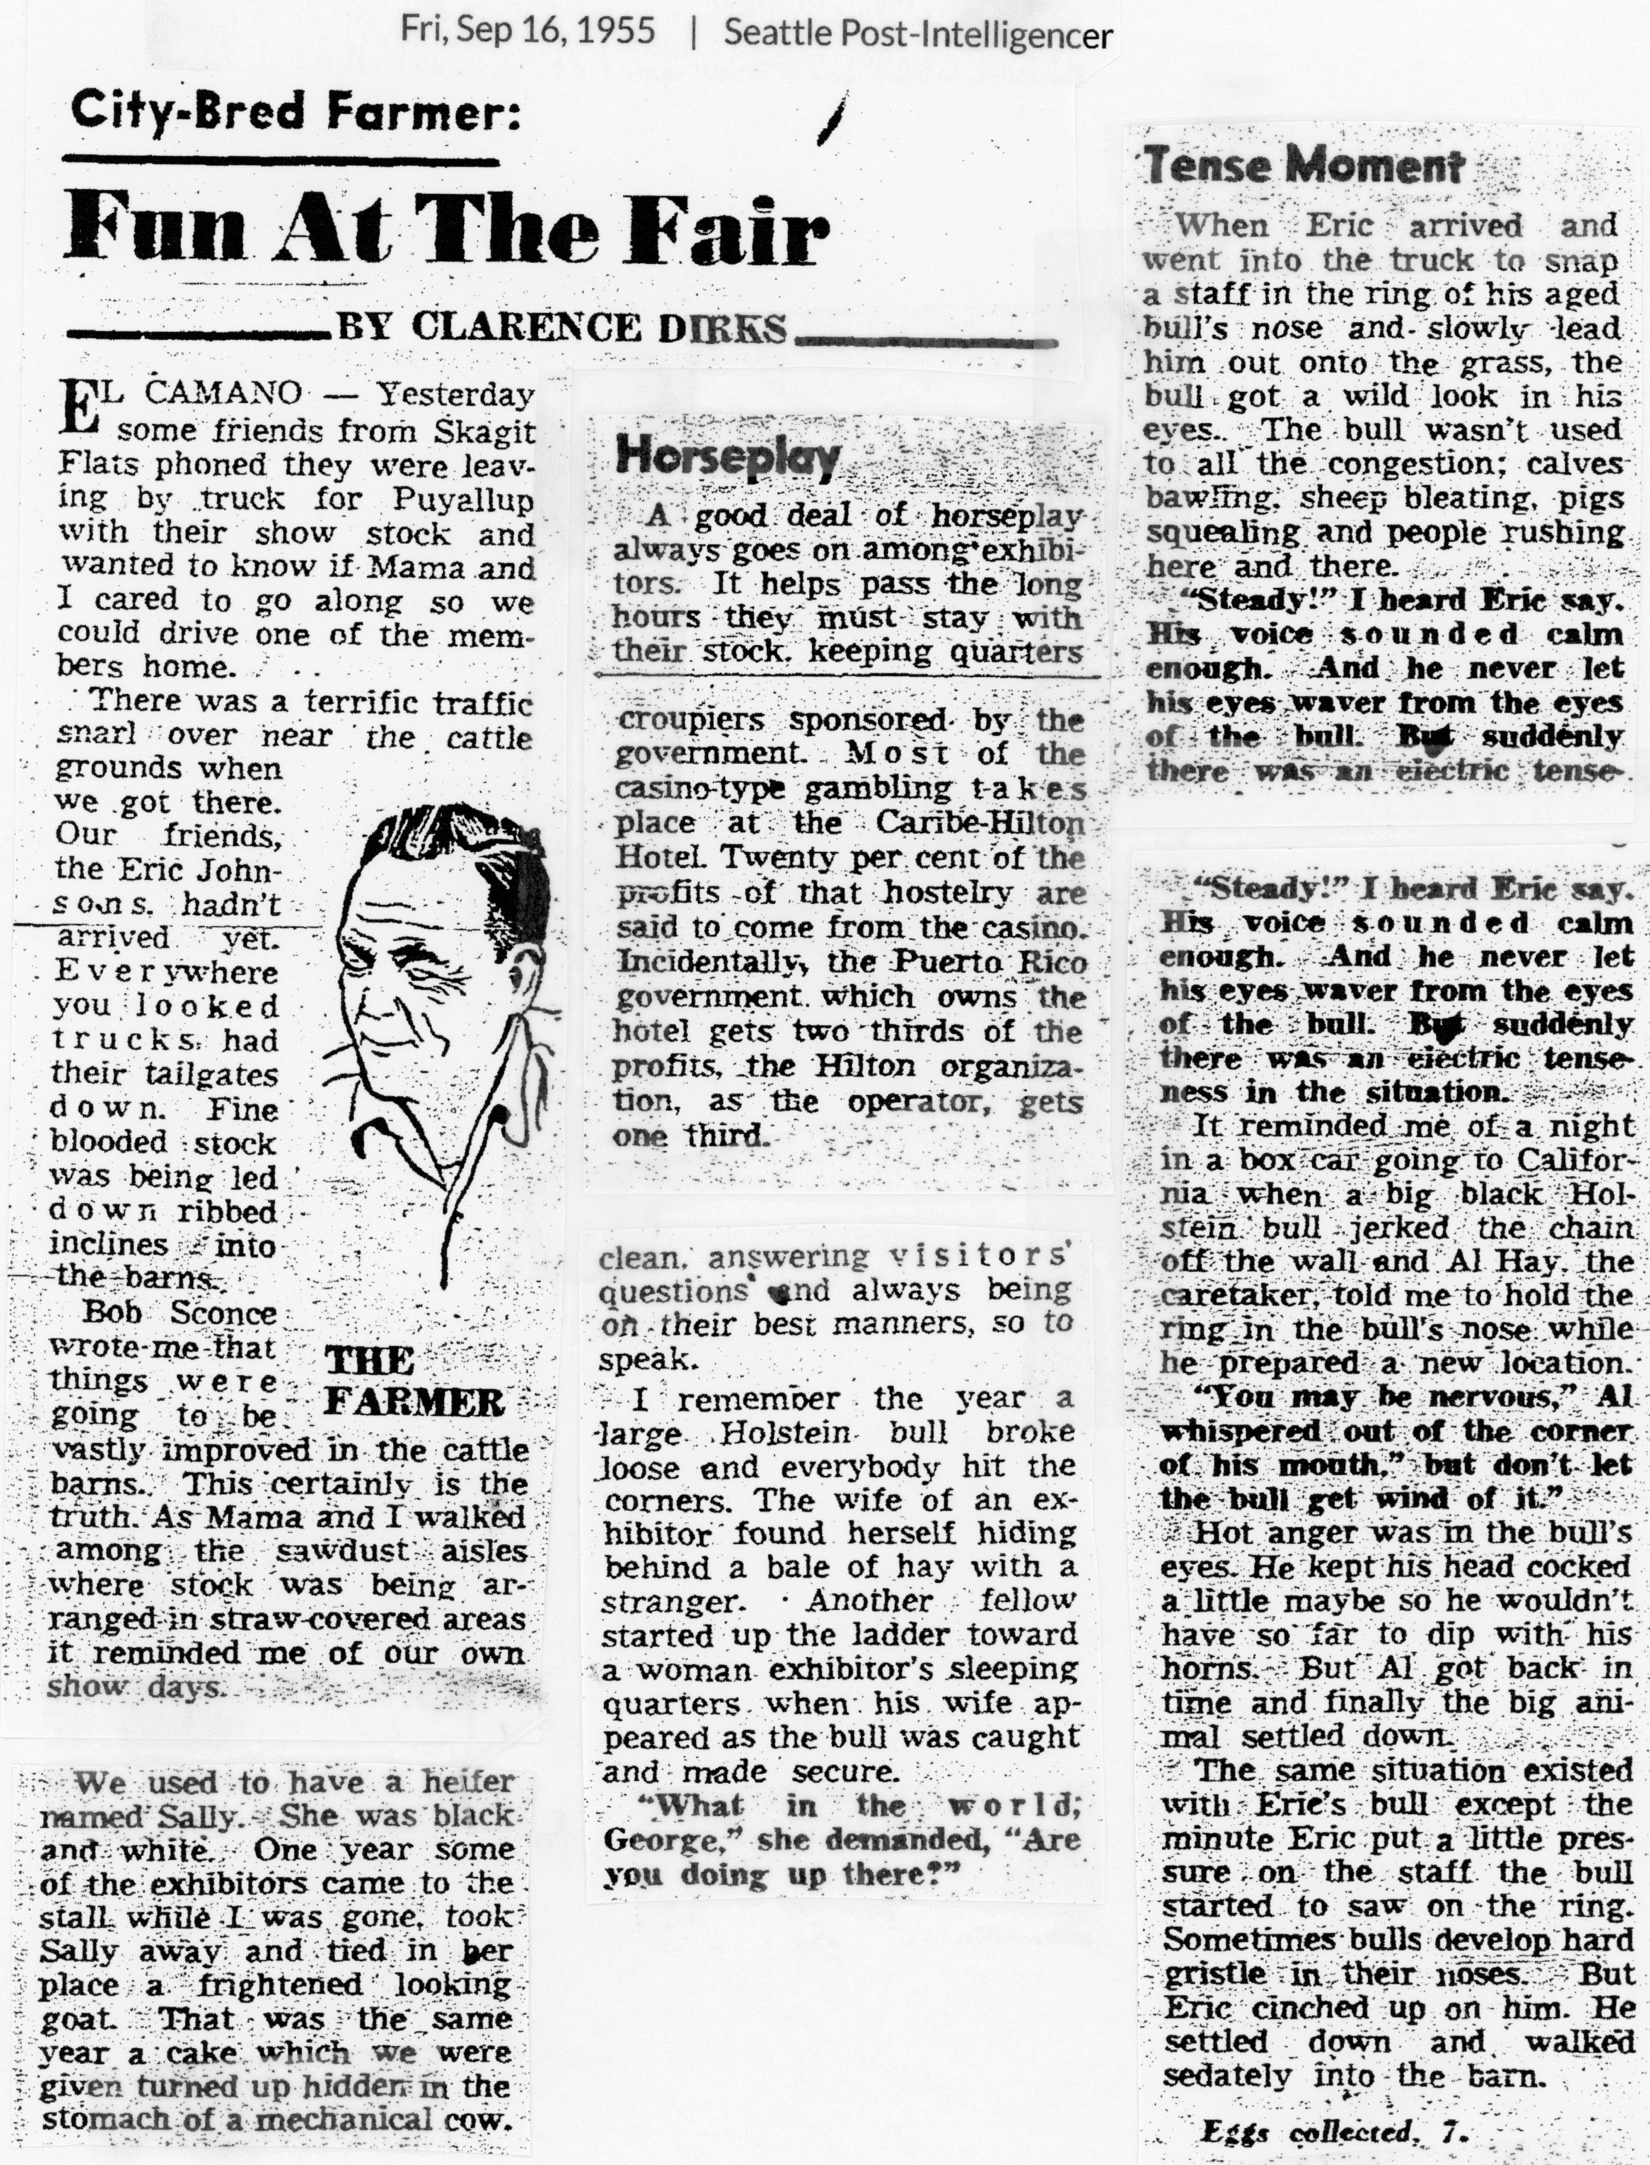 Fri, Sep 16, 1955 | Seattle Post-Intelligencer
City-Bred Farmer:
Fun At The Fair
BY CLARENCE DIRKS
EL CAMANO — Yesterday
some friends from Skagit
Flats phoned they were leav-
ing by truck for Puyallup
with their show stock and
wanted to know if Mama and
I cared to go along so we
could drive one of the mem-
bers home.
There was a terrific traffic
snarl over near the cattle
grounds when
we got there.
Our friends,
the Eric John-
sons, hadn't
arrived yet.
Everywhere
you looked
trucks had
their tailgates
down. Fine
blooded stock
was being led
down ribbed
inclines into
the barns.
Bob Sconce
wrote me that
things were
going to be
THE
FARMER
vastly improved in the cattle
barns. This certainly is the
truth. As Mama and I walked
among the sawdust aisles
where stock was being ar-
ranged in straw-covered areas
it reminded me of our own
show days.
We used to have a heifer
named Sally. She was black
and white. One year some
of the exhibitors came to the
stall while I was gone, took
Sally away and tied in her
place a frightened looking
goat. That was the same
year a cake which we were
given turned up hidden in the
stomach of a mechanical cow.
Horseplay
A good deal of horseplay
always goes on among exhibi-
tors. It helps pass the long
hours they must stay with
their stock, keeping quarters
croupiers sponsored by the
government. Most of the
casino-type gambling takes
place at the Caribe-Hilton
Hotel. Twenty per cent of the
profits of that hostelry are
said to come from the casino.
Incidentally, the Puerto Rico
government which owns the
hotel gets two thirds of the
profits, the Hilton organiza-
tion, as the operator, gets
one third.
clean, answering visitors'
questions and always being
on their best manners, so to
speak.
I remember the year a
large Holstein bull broke
loose and everybody hit the
corners. The wife of an ex-
hibitor found herself hiding
behind a bale of hay with a
stranger. Another fellow
started up the ladder toward
a woman exhibitor's sleeping
quarters when his wife ap-
peared as the bull was caught
and made secure.
"What in the world,
George," she demanded, "Are
you doing up there?"
Tense Moment
When Eric arrived and
went into the truck to snap
a staff in the ring of his aged
bull's nose and slowly lead
him out onto the grass, the
bull got a wild look in his
eyes. The bull wasn't used
to all the congestion; calves
bawling, sheep bleating, pigs
squealing and people rushing
here and there.
"Steady!" I heard Eric say.
His voice sounded calm
enough. And he never let
his eyes waver from the eyes
of the bull. But suddenly
there was an electric tense-
"Steady!" I heard Eric say.
His voice sounded calm
enough. And he never let
his eyes waver from the eyes
of the bull. But suddenly
there was an electric tense-
ness in the situation.
It reminded me of a night
in a box car going to Califor-
nia when a big black Hol-
stein bull jerked the chain
off the wall and Al Hay, the
caretaker, told me to hold the
ring in the bull's nose while
he prepared a new location.
"You may be nervous," Al
whispered out of the corner
of his mouth," but don't let
the bull get wind of it."
Hot anger was in the bull's
eyes. He kept his head cocked
a little maybe so he wouldn't
have so far to dip with his
horns. But Al got back in
time and finally the big ani-
mal settled down.
The same situation existed
with Eric's bull except the
minute Eric put a little pres-
sure on the staff the bull
started to saw on the ring.
Sometimes bulls develop hard
gristle in their noses. But
Eric cinched up on him. He
settled down and walked
sedately into the barn.
Eggs collected, 7.